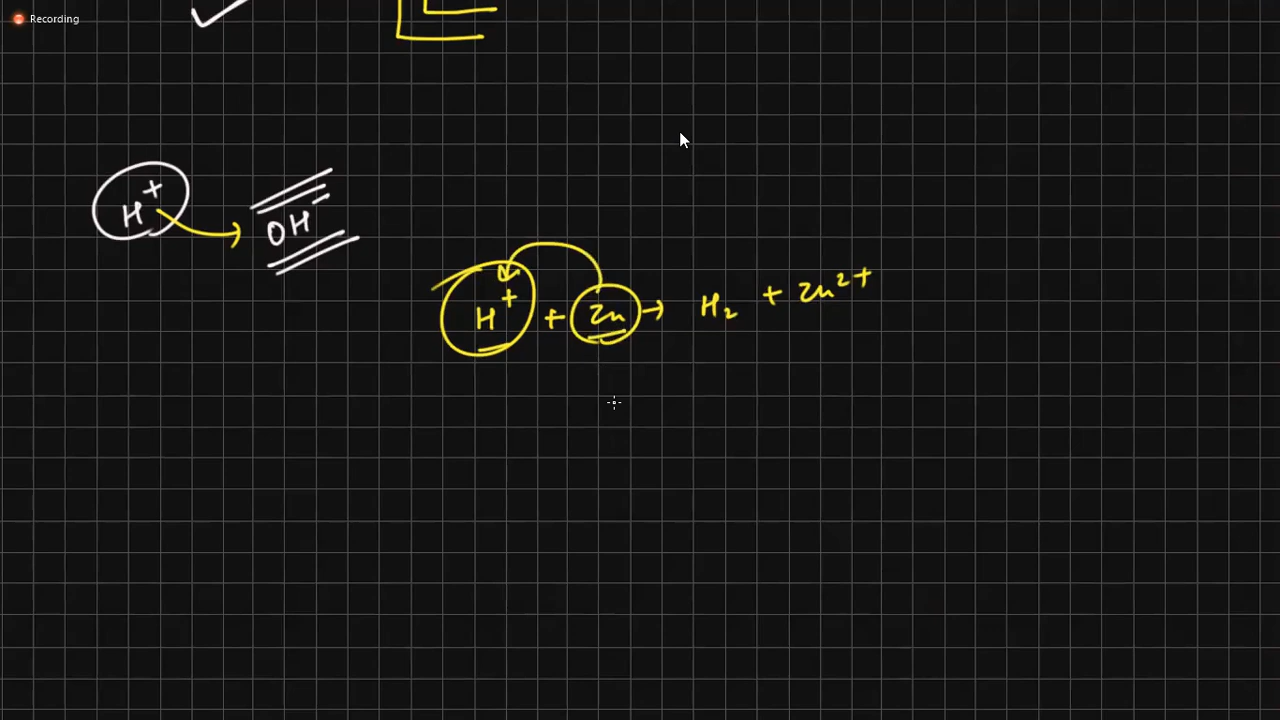 Recording
H+ → OH-
H+ + Zn → H2 + Zn2+